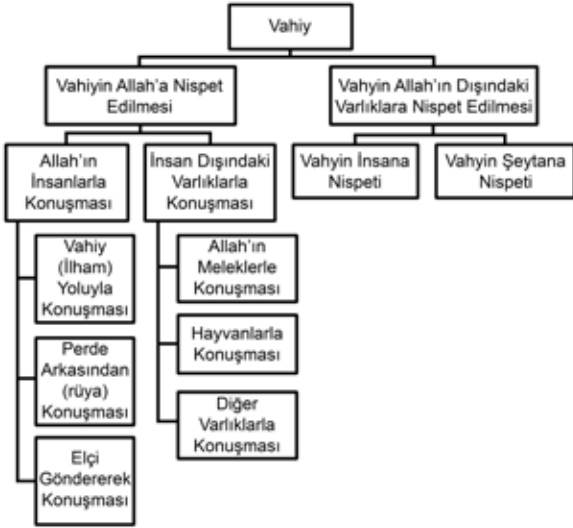 Vahiy
Vahiyin Allah'a Nispet
Edilmesi
Vahyin Allah'ın Dışındaki
Varlıklara Nispet Edilmesi
Allah'ın
İnsanlarla
Konuşması
İnsan Dışındaki
Varlıklarla
Konuşması
Vahyin İnsana
Nispeti
Vahyin Şeytana
Nispeti
Vahiy
(İlham)
Yoluyla
Konuşması
Perde
Arkasından
(rüya)
Konuşması
Elçi
Göndererek
Konuşması
Allah'ın
Meleklerle
Konuşması
Hayvanlarla
Konuşması
Diğer
Varlıklarla
Konuşması